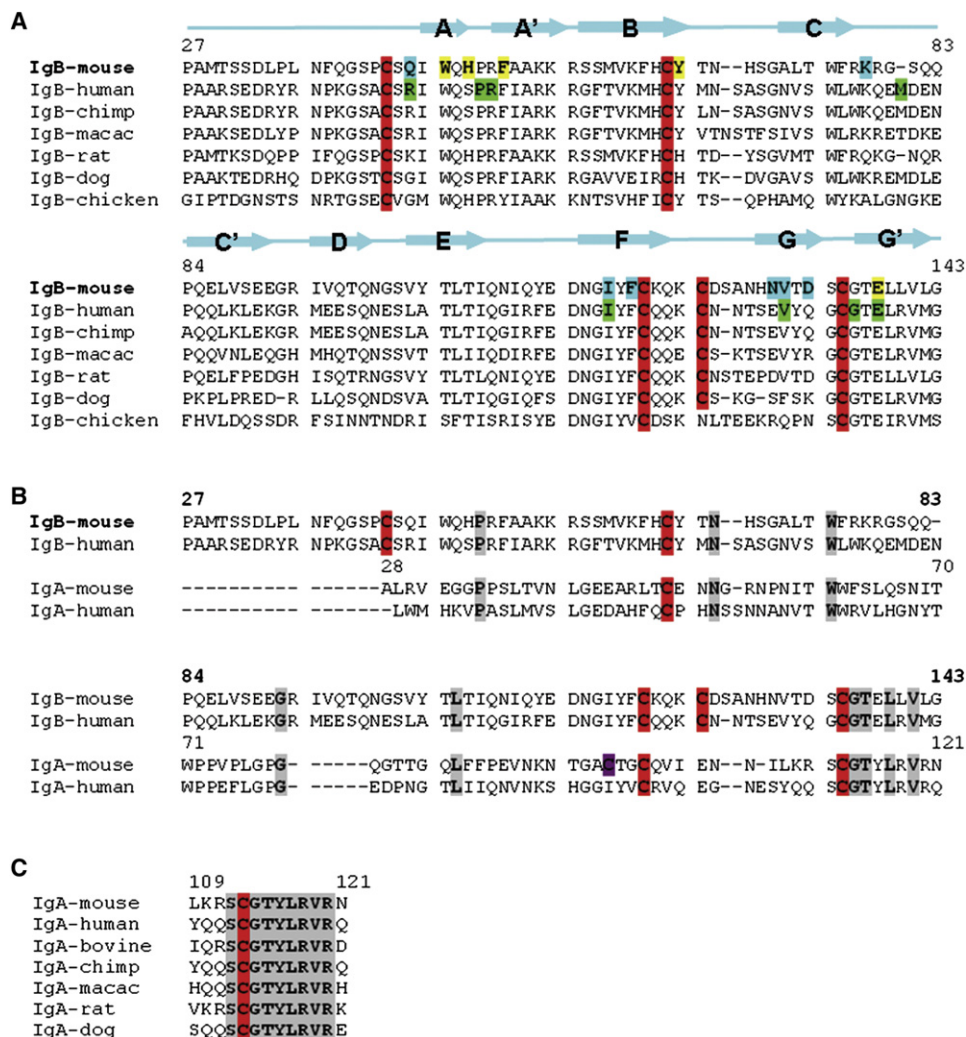 A
A A' B C
27 83
IgB-mouse PAMTSSDLPL NFQGSPCSQI WQHPRFAAKK RSSMVKFHCY TN--HSGALT WFRKRG-SQQ
IgB-human PAARSEDRYR NPKGSACSRI WQSPRFIARK RGFTVKMHCY MNSASGNVS WLWKQEMDEN
IgB-chimp PAAKSEDRYR NPKGSACSRI WQSPRFIARK RGFTVKMHCY MNSASGNVS WLWKQEMDEN
IgB-macac PAAKSEDLYP NPKGSACSRI WQSPRFIARK RGFTVKMHCY VTNSTFSIVS WLRKRETDKE
IgB-rat PAMTKSDQPPI IFQGSPCSKI WQHPRFAAKK RSSMVKFHCH TD--YSGVMT WFRQKG-NQR
IgB-dog PAAKTEDRHQ DPKGSTCSGI WQSPRFIARK RGAVVEIRCH TK--DVGAVS WLWKREMDLE
IgB-chicken GIPTDGNSTS NRTGSECVGM WQHPRYIAAK KNTSVHFICY TS--QPHAMQ WYKALGNGKE
C' D E F G G'
84 143
IgB-mouse PQELVSEEGR IVQTQNGSVY TLTIQNIQYE DNGIYFCKQK CDSANHNVTD SCGTELLVLG
IgB-human PQQLKLEKGR MEESQNESLA TLTIQGIRFE DNGIYFCQQK CN-NTSEVYQ GCGTELRVMG
IgB-chimp AQQLKLEKGR MEESQNESLA TLTIQGIRFE DNGIYFCQQK CN-NTSEVYQ GCGTELRVMG
IgB-macac PQQVNLEQGH MHQTQNSSVT TLIIQDIRFE DNGIYFCQQE CS-KTSEVYR GCGTELRVMG
IgB-rat PQELFPEDGH ISQTRNGSVY TLTLQNIQYE DNGIYFCQQK CNSTEPDVTD GCGTELLVLG
IgB-dog PKPLPRED-R LLQSQNDSVA TLTIQGIQFS DNGIYFCQQK CS-KG-SFSK GCGTELRVMG
IgB-chicken FHVLDQSSDR FSINNTNDRI SFTISRISYE DNGIYVCDSK NLTEEKRQPN SCGTEIRVMS
B
27 83
IgB-mouse PAMTSSDLPL NFQGSPCSQI WQHPRFAAKK RSSMVKFHCY TN--HSGALT WFRKRGSQQ-
IgB-human PAARSEDRYR NPKGSACSRI WQSPRFIARK RGFTVKMHCY MN-SASGNVS WLWKQEMDEN
28 70
IgA-mouse ---------- -------ALRV EGGPPSLTVN LGEEARLTCE NNG-RNPNIT WWFSLQSNIT
IgA-human ---------- -------LWM HKVPASLMVS LGEDAHFQCP HNSSNNANVT WWRVLHGNYT
84 143
IgB-mouse PQELVSEEGR IVQTQNGSVY TLTIQNIQYE DNGIYFCKQK CDSANHNVTD SCGTELLVLG
IgB-human PQQLKLEKGR MEESQNESLA TLTIQGIRFE DNGIYFCQQK CN-NTSEVYQ GCGTELRVMG
71 121
IgA-mouse WPPVPLGPG- ------QGTTG QLFFPEVNKN TGACTGCQVI EN--N-ILKR SCGTYLRVRN
IgA-human WPPEFLGPG- ------EDPNG TLIIQNVNKS HGGIYVCRVQ EG--NESYQQ SCGTYLRVRQ
C
109 121
IgA-mouse LKRSCGTYLRVRN
IgA-human YQQSCGTYLRVRQ
IgA-bovine IQRSCGTYLRVRD
IgA-chimp YQQSCGTYLRVRQ
IgA-macac HQQSCGTYLRVRH
IgA-rat VKRSCGTYLRVRK
IgA-dog SQQSCGTYLRVRE